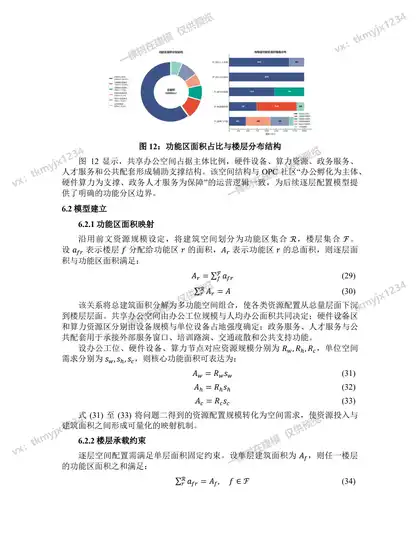 一键拼在建模 仅供预览
vx: tkmyjx1234
图 12：功能区面积占比与楼层分布结构
图 12 显示，共享办公空间占据主体比例，硬件设备、算力资源、政务服务、
人才服务和公共配套形成辅助支撑结构。该空间结构与 OPC 社区“办公孵化为主体、
硬件算力为支撑、政务人才服务为保障”的运营逻辑一致，为后续逐层配置模型提
供了明确的功能分区边界。
6.2 模型建立
6.2.1 功能区面积映射
沿用前文资源规模设定，将建筑空间划分为功能区集合 ℛ，楼层集合 ℱ。
设 a_{fr} 表示楼层 f 分配给功能区 r 的面积，A_r 表示功能区 r 的总面积，则逐层面
积与功能区面积满足：
A_r = ∑_f^ℱ a_{fr} (29)
∑_r^ℛ A_r = A (30)
该关系将总建筑面积分解为多功能空间组合，使各类资源配置从总量层面下沉
到楼层层面。共享办公空间由办公工位规模与人均办公面积共同决定；硬件设备区
和算力资源区分别由设备规模与单位设备占地强度确定；政务服务、人才服务与公
共配套用于承接外部服务窗口、培训路演、交通疏散和公共支持功能。
设办公工位、硬件设备、算力节点对应资源规模分别为 R_w, R_h, R_c，单位空间
需求分别为 s_w, s_h, s_c，则核心功能面积可表达为：
A_w = R_w s_w (31)
A_h = R_h s_h (32)
A_c = R_c s_c (33)
式 (31) 至 (33) 将问题二得到的资源配置规模转化为空间需求，使资源投入与
建筑面积之间形成可量化的映射机制。
6.2.2 楼层承载约束
逐层空间配置需满足单层面积固定约束。设单层建筑面积为 A_f，则任一楼层
的功能区面积之和满足：
∑_r^ℛ a_{fr} = A_f, f ∈ ℱ (34)